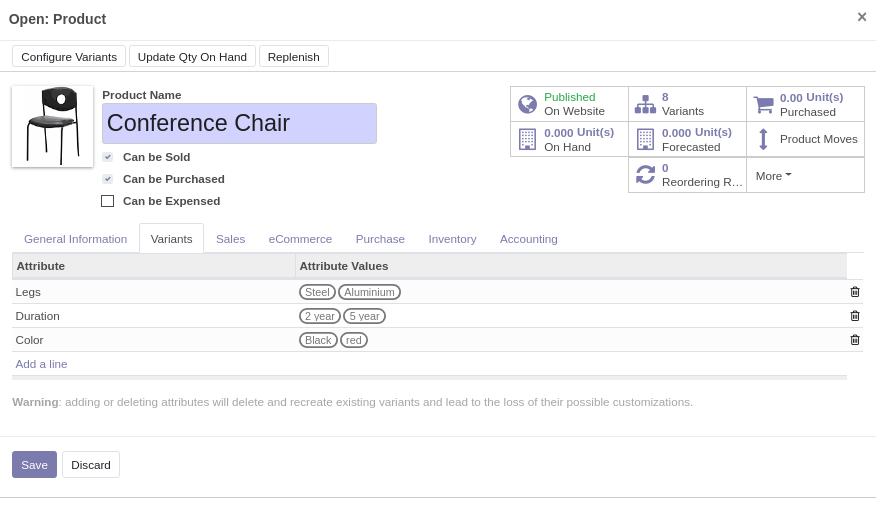 Open: Product
×
Configure Variants Update Qty On Hand Replenish
Product Name
Conference Chair
Can be Sold
Can be Purchased
Can be Expensed
Published
On Website
8
Variants
0.00 Unit(s)
Purchased
0.000 Unit(s)
On Hand
0.000 Unit(s)
Forecasted
Product Moves
0
Reordering R...
More
General Information Variants Sales eCommerce Purchase Inventory Accounting
Attribute Attribute Values
Legs Steel Aluminium
Duration 2 year 5 year
Color Black red
Add a line
Warning: adding or deleting attributes will delete and recreate existing variants and lead to the loss of their possible customizations.
Save Discard